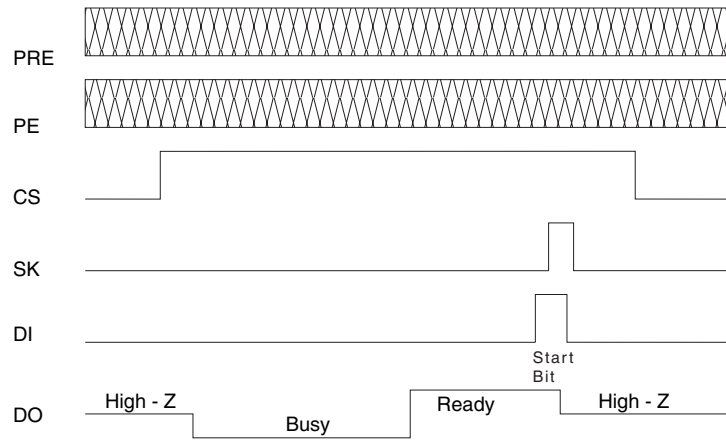 PRE
PE
CS
SK
DI
Start
Bit
DO
High - Z
Busy
Ready
High - Z